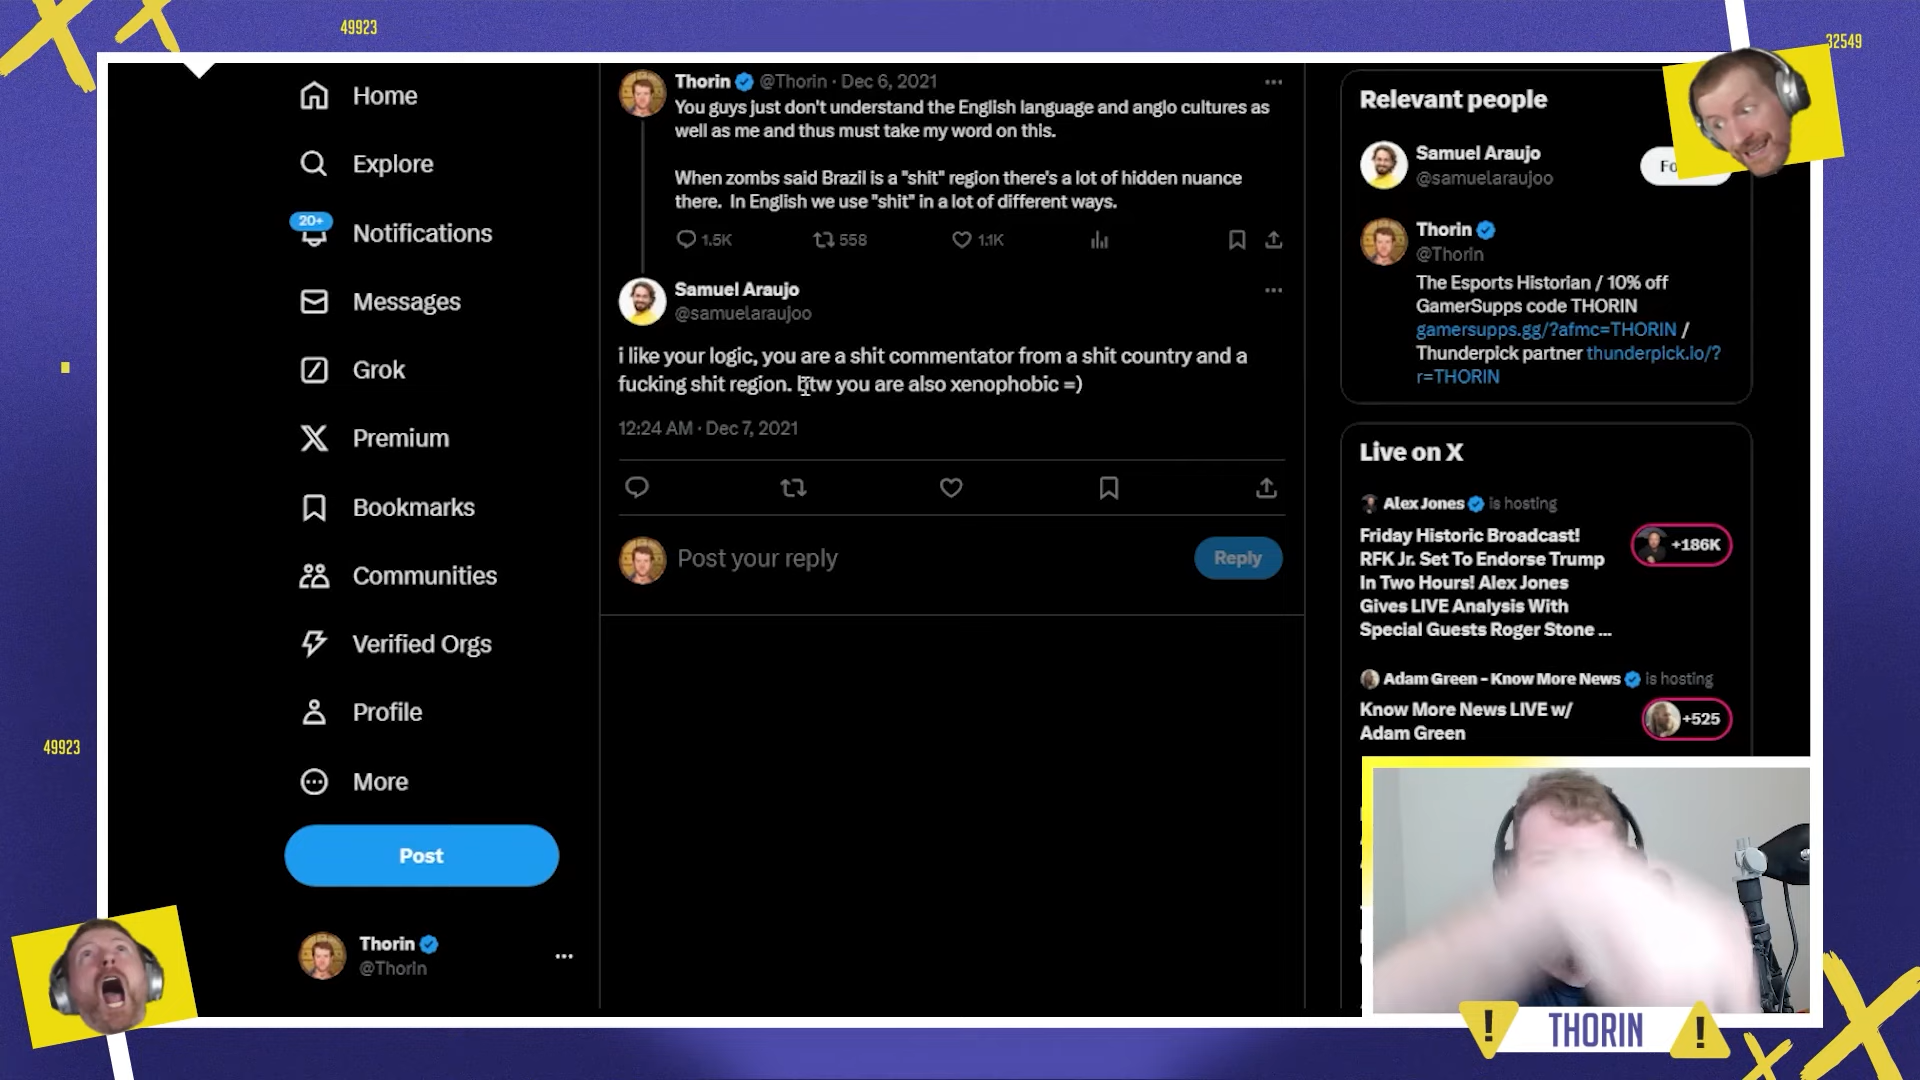 49923
32549
Home
Explore
20+
Notifications
Messages
Grok
Premium
Bookmarks
Communities
Verified Orgs
Profile
More
Post
Thorin
@Thorin
Thorin @Thorin · Dec 6, 2021
You guys just don't understand the English language and anglo cultures as
well as me and thus must take my word on this.
When zombs said Brazil is a "shit" region there's a lot of hidden nuance
there. In English we use "shit" in a lot of different ways.
1.5K 558 1.1K
Samuel Araujo
@samuelaraujoo
i like your logic, you are a shit commentator from a shit country and a
fucking shit region. btw you are also xenophobic =)
12:24 AM · Dec 7, 2021
Post your reply
Reply
Relevant people
Samuel Araujo
@samuelaraujoo
Fo
Thorin
@Thorin
The Esports Historian / 10% off
GamerSupps code THORIN
gamersupps.gg/?afmc=THORIN /
Thunderpick partner thunderpick.io/?
r=THORIN
Live on X
Alex Jones is hosting
Friday Historic Broadcast!
RFK Jr. Set To Endorse Trump
In Two Hours! Alex Jones
Gives LIVE Analysis With
Special Guests Roger Stone ...
+186K
Adam Green - Know More News is hosting
Know More News LIVE w/
Adam Green
+525
49923
! THORIN !